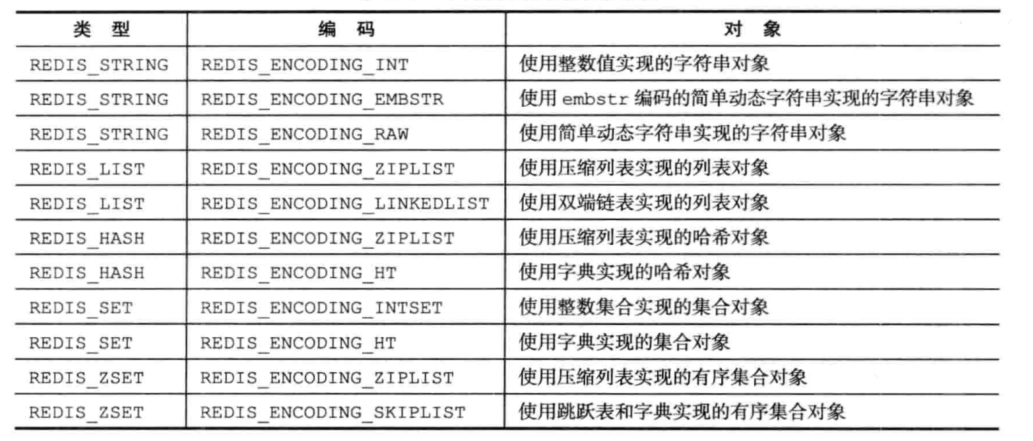 类 型 编 码 对 象
REDIS_STRING REDIS_ENCODING_INT 使用整数值实现的字符串对象
REDIS_STRING REDIS_ENCODING_EMBSTR 使用 embstr 编码的简单动态字符串实现的字符串对象
REDIS_STRING REDIS_ENCODING_RAW 使用简单动态字符串实现的字符串对象
REDIS_LIST REDIS_ENCODING_ZIPLIST 使用压缩列表实现的列表对象
REDIS_LIST REDIS_ENCODING_LINKEDLIST 使用双端链表实现的列表对象
REDIS_HASH REDIS_ENCODING_ZIPLIST 使用压缩列表实现的哈希对象
REDIS_HASH REDIS_ENCODING_HT 使用字典实现的哈希对象
REDIS_SET REDIS_ENCODING_INTSET 使用整数集合实现的集合对象
REDIS_SET REDIS_ENCODING_HT 使用字典实现的集合对象
REDIS_ZSET REDIS_ENCODING_ZIPLIST 使用压缩列表实现的有序集合对象
REDIS_ZSET REDIS_ENCODING_SKIPLIST 使用跳跃表和字典实现的有序集合对象